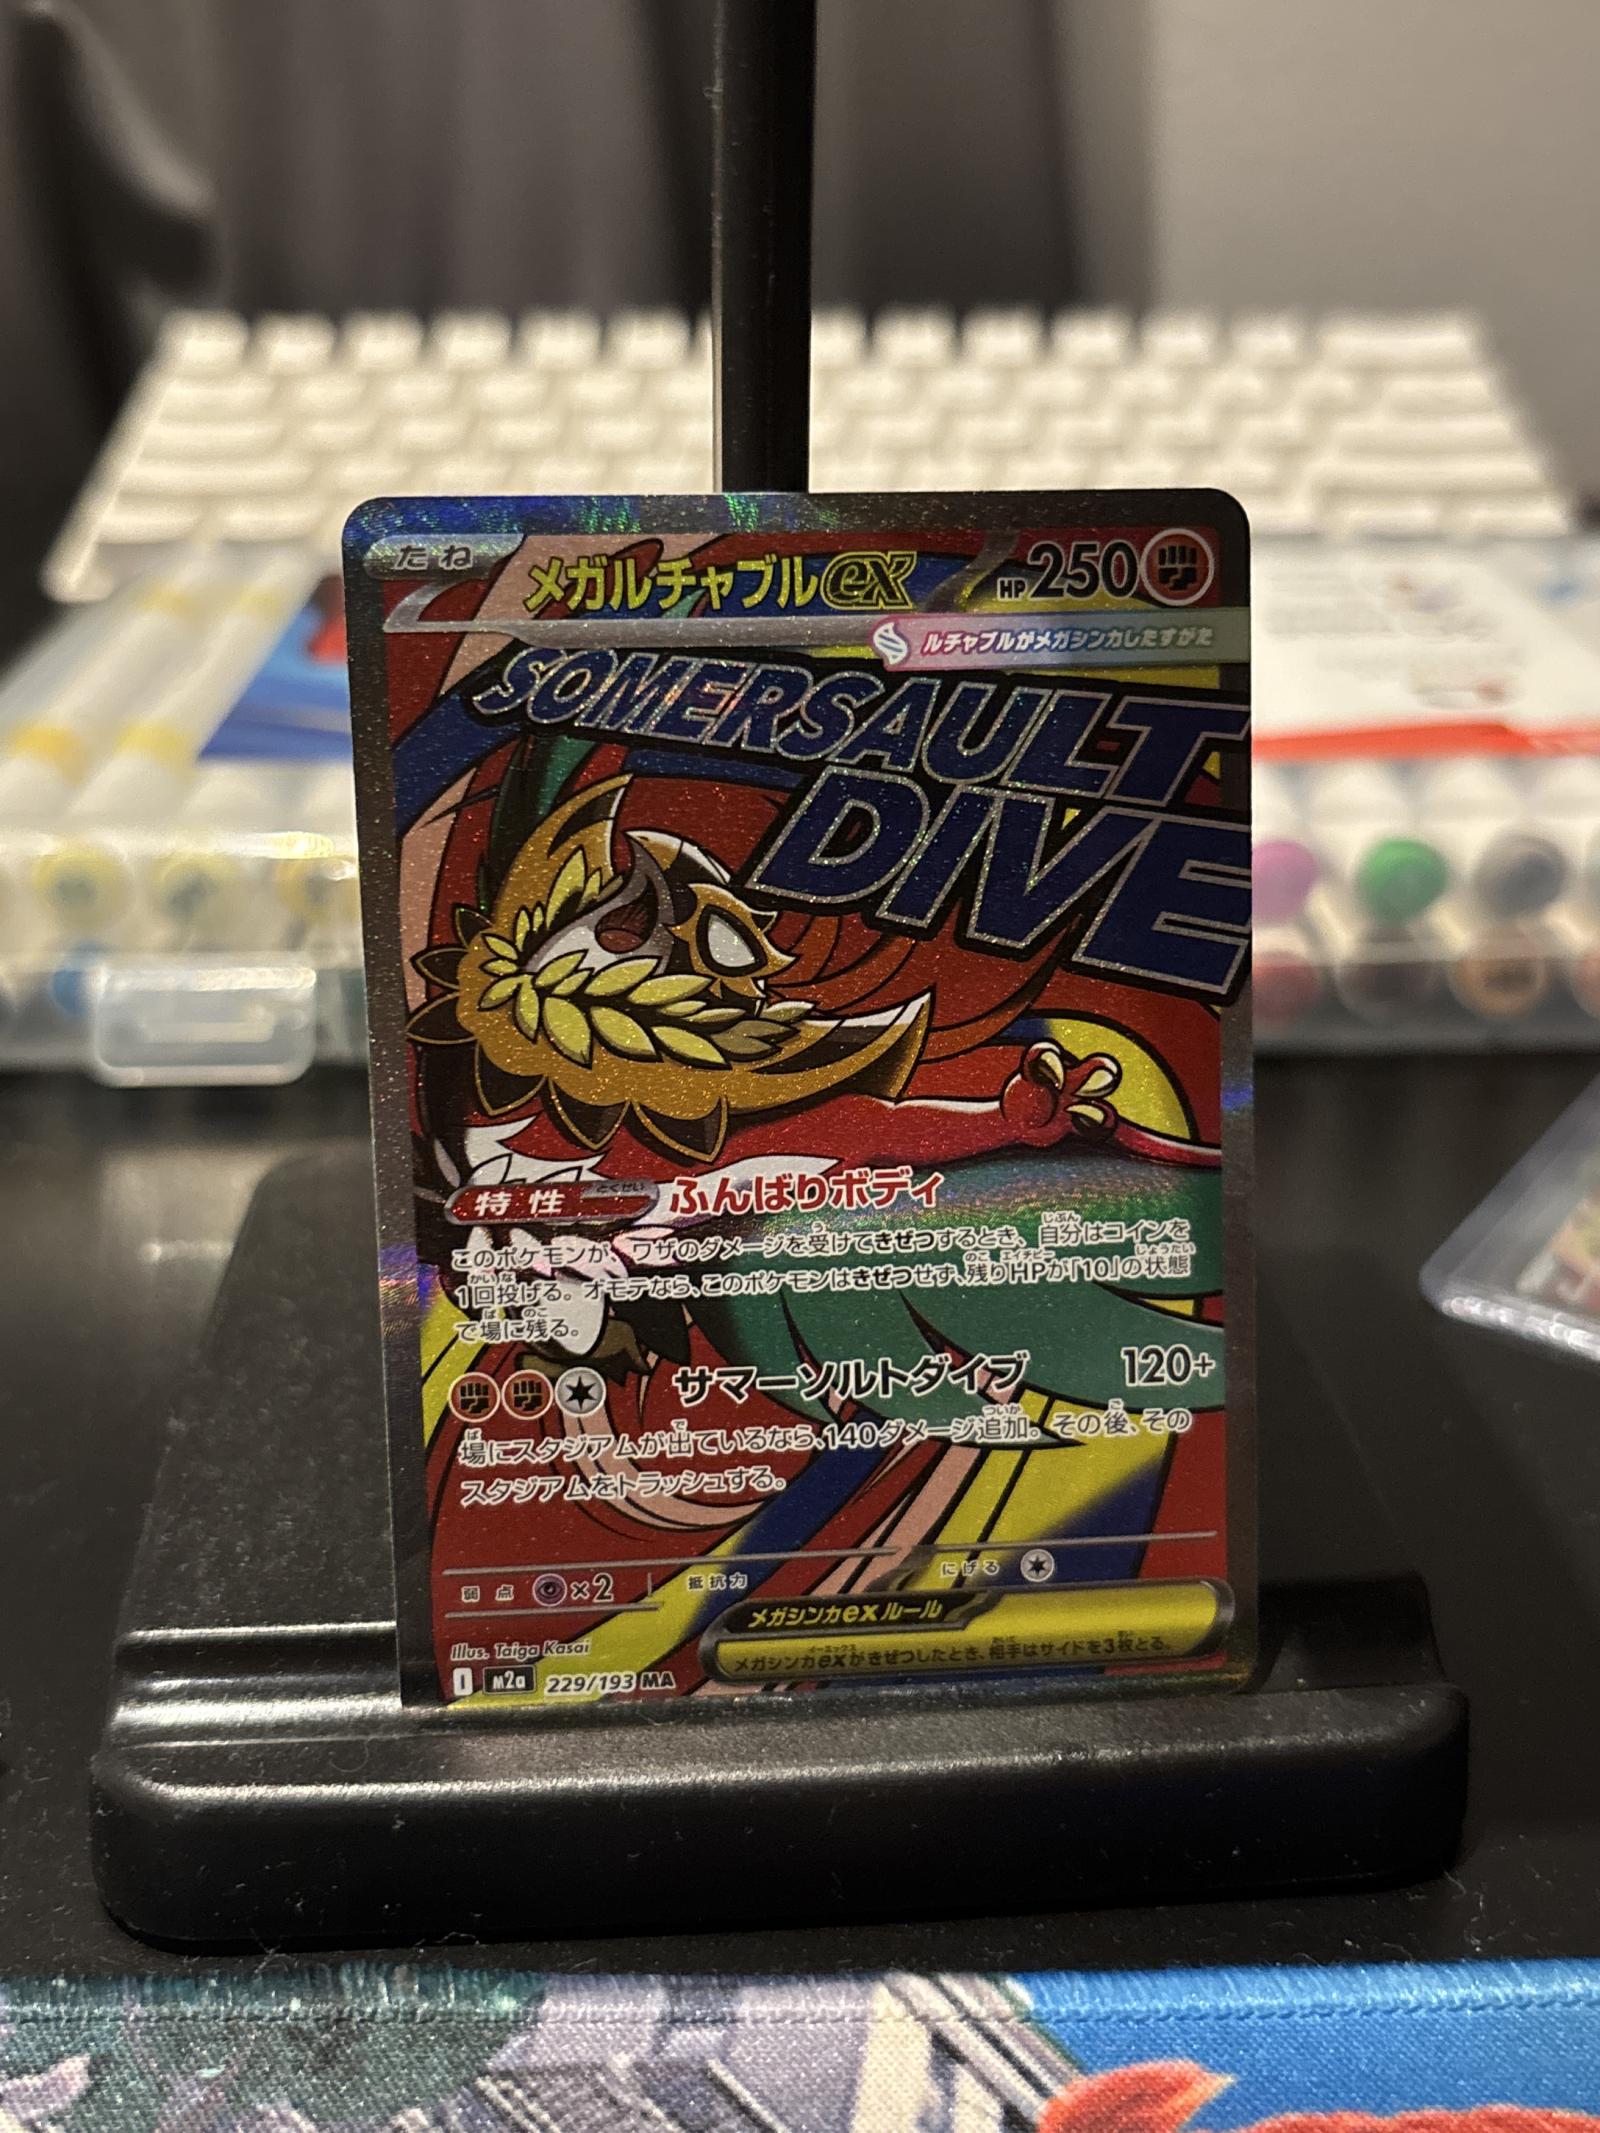 たね
メガルチャブルex
HP250
ルチャブルがメガシンカしたすがた
SOMERSAULT
DIVE
特性 とくせい ふんばりボディ
このポケモンが、ワザのダメージを受けてきぜつするとき、自分はコインを
1回投げる。オモテなら、このポケモンはきぜつせず、残りHPが「10」の状態
で場に残る。
サマーソルトダイブ 120+
場にスタジアムが出ているなら、140ダメージ追加。その後、その
スタジアムをトラッシュする。
弱点 ×2 抵抗力 にげる
メガシンカexルール
メガシンカexがきぜつしたとき、相手はサイドを3枚とる。
Illus. Taiga Kasai
I m2a 229/193 MA